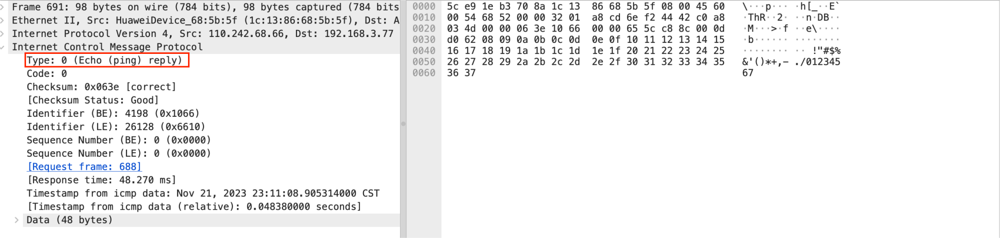 Frame 691: 98 bytes on wire (784 bits), 98 bytes captured (784 bits
Ethernet II, Src: HuaweiDevice_68:5b:5f (1c:13:86:68:5b:5f), Dst: A
Internet Protocol Version 4, Src: 110.242.68.66, Dst: 192.168.3.77
Internet Control Message Protocol
Type: 0 (Echo (ping) reply)
Code: 0
Checksum: 0x063e [correct]
[Checksum Status: Good]
Identifier (BE): 4198 (0x1066)
Identifier (LE): 26128 (0x6610)
Sequence Number (BE): 0 (0x0000)
Sequence Number (LE): 0 (0x0000)
[Request frame: 688]
[Response time: 48.270 ms]
Timestamp from icmp data: Nov 21, 2023 23:11:08.905314000 CST
[Timestamp from icmp data (relative): 0.048380000 seconds]
Data (48 bytes)
0000 5c e9 1e b3 70 8a 1c 13 86 68 5b 5f 08 00 45 60 \···p··· ·h[_··E`
0010 00 54 68 52 00 00 32 01 a8 cd 6e f2 44 42 c0 a8 ·ThR··2· ··n·DB··
0020 03 4d 00 00 06 3e 10 66 00 00 65 5c c8 8c 00 0d ·M···>·f ··e\····
0030 d0 62 08 09 0a 0b 0c 0d 0e 0f 10 11 12 13 14 15 ·b······ ········
0040 16 17 18 19 1a 1b 1c 1d 1e 1f 20 21 22 23 24 25 ········ ·· !"#$%
0050 26 27 28 29 2a 2b 2c 2d 2e 2f 30 31 32 33 34 35 &'()*+,- ./012345
0060 36 37 67